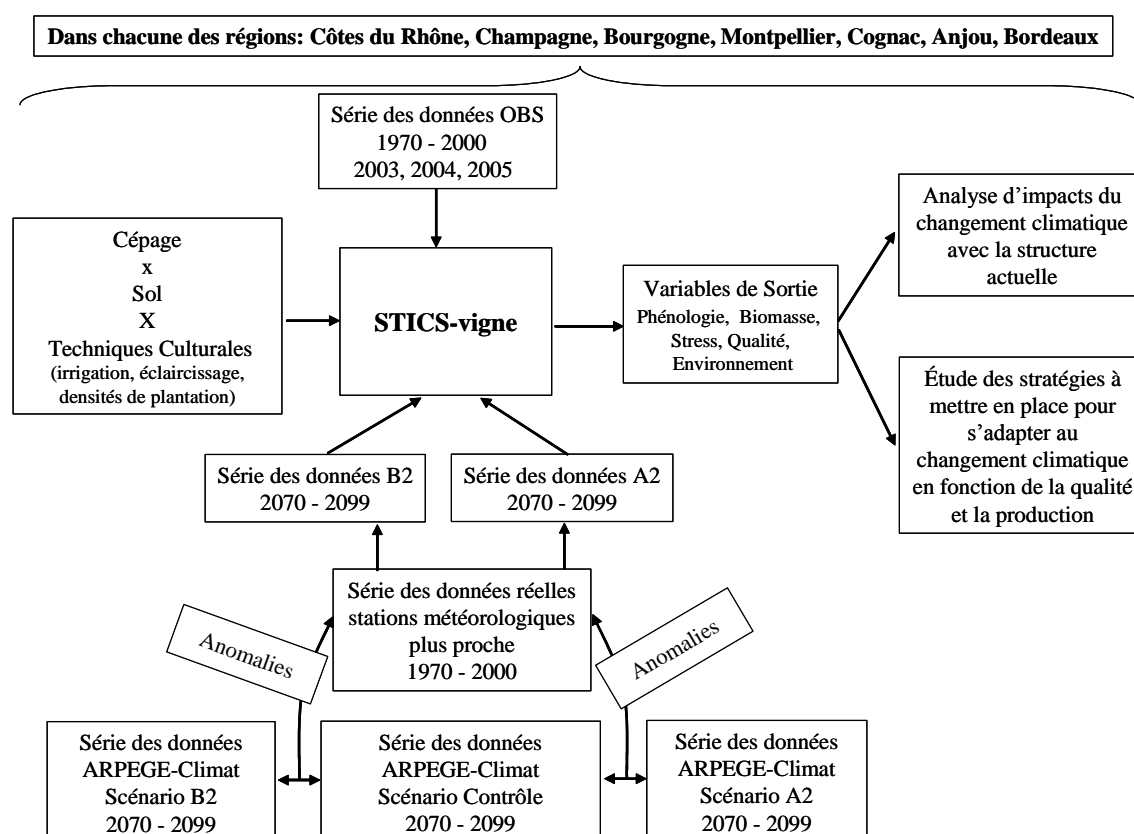 Dans chacune des régions: Côtes du Rhône, Champagne, Bourgogne, Montpellier, Cognac, Anjou, Bordeaux
Série des données OBS
1970 - 2000
2003, 2004, 2005
Cépage
x
Sol
X
Techniques Culturales
(irrigation, éclaircissage,
densités de plantation)
STICS-vigne
Variables de Sortie
Phénologie, Biomasse,
Stress, Qualité,
Environnement
Analyse d'impacts du
changement climatique
avec la structure
actuelle
Étude des stratégies à
mettre en place pour
s'adapter au
changement climatique
en fonction de la qualité
et la production
Série des données B2
2070 - 2099
Série des données A2
2070 - 2099
Série des données réelles
stations météorologiques
plus proche
1970 - 2000
Anomalies
Anomalies
Série des données
ARPEGE-Climat
Scénario B2
2070 - 2099
Série des données
ARPEGE-Climat
Scénario Contrôle
2070 - 2099
Série des données
ARPEGE-Climat
Scénario A2
2070 - 2099